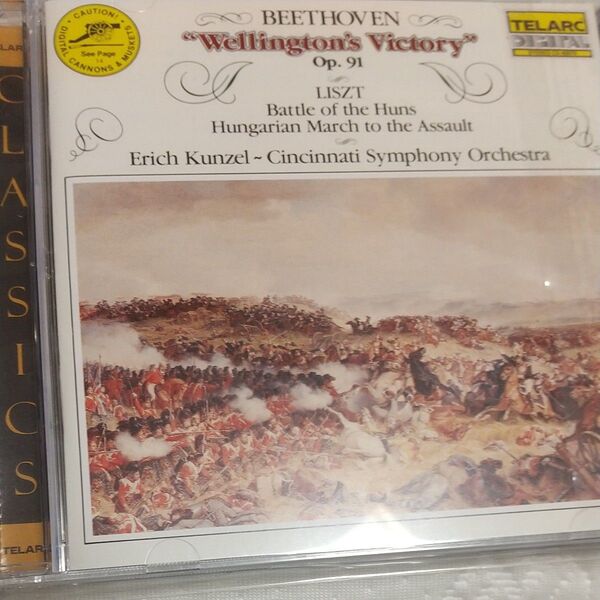 BEETHOVEN
"Wellington's Victory"
Op. 91
LISZT
Battle of the Huns
Hungarian March to the Assault
Erich Kunzel ~ Cincinnati Symphony Orchestra
CAUTION!
See Page
DIGITAL CANNONS & MUSKETS
TELARC
DIGITAL
TELARC
CLASSICS
TELARC